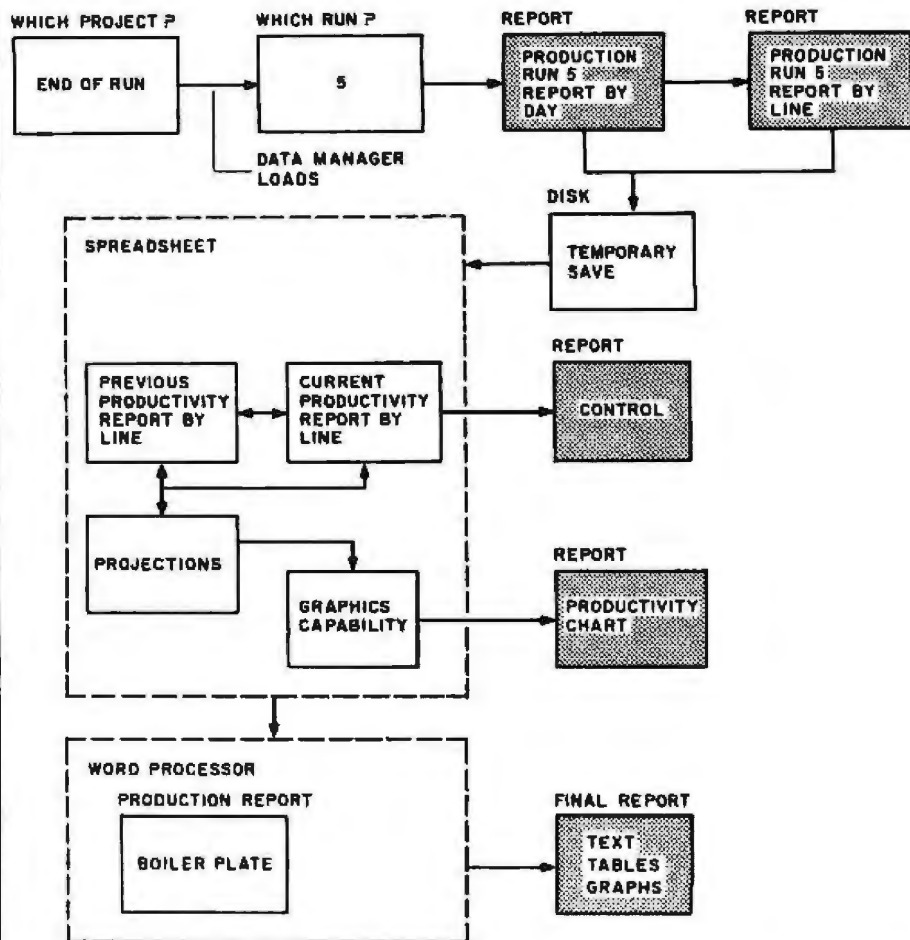 WHICH PROJECT ?
END OF RUN
WHICH RUN ?
5
DATA MANAGER
LOADS
REPORT
PRODUCTION
RUN 5
REPORT BY
DAY
REPORT
PRODUCTION
RUN 5
REPORT BY
LINE
DISK
TEMPORARY
SAVE
SPREADSHEET
PREVIOUS
PRODUCTIVITY
REPORT BY
LINE
CURRENT
PRODUCTIVITY
REPORT BY
LINE
REPORT
CONTROL
PROJECTIONS
GRAPHICS
CAPABILITY
REPORT
PRODUCTIVITY
CHART
WORD PROCESSOR
PRODUCTION REPORT
BOILER PLATE
FINAL REPORT
TEXT
TABLES
GRAPHS